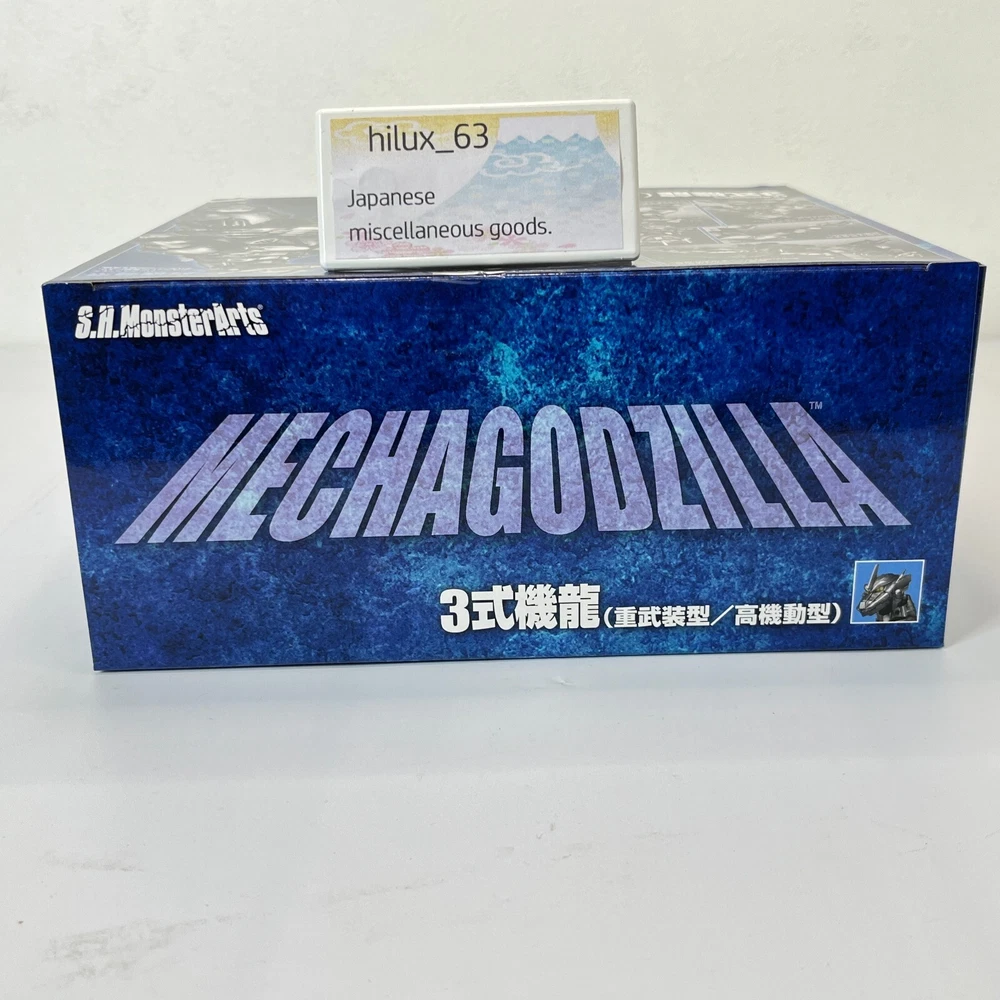 hilux_63
Japanese
miscellaneous goods.
S.H.MonsterArts
MECHAGODZILLA™
3式機龍(重武装型/高機動型)